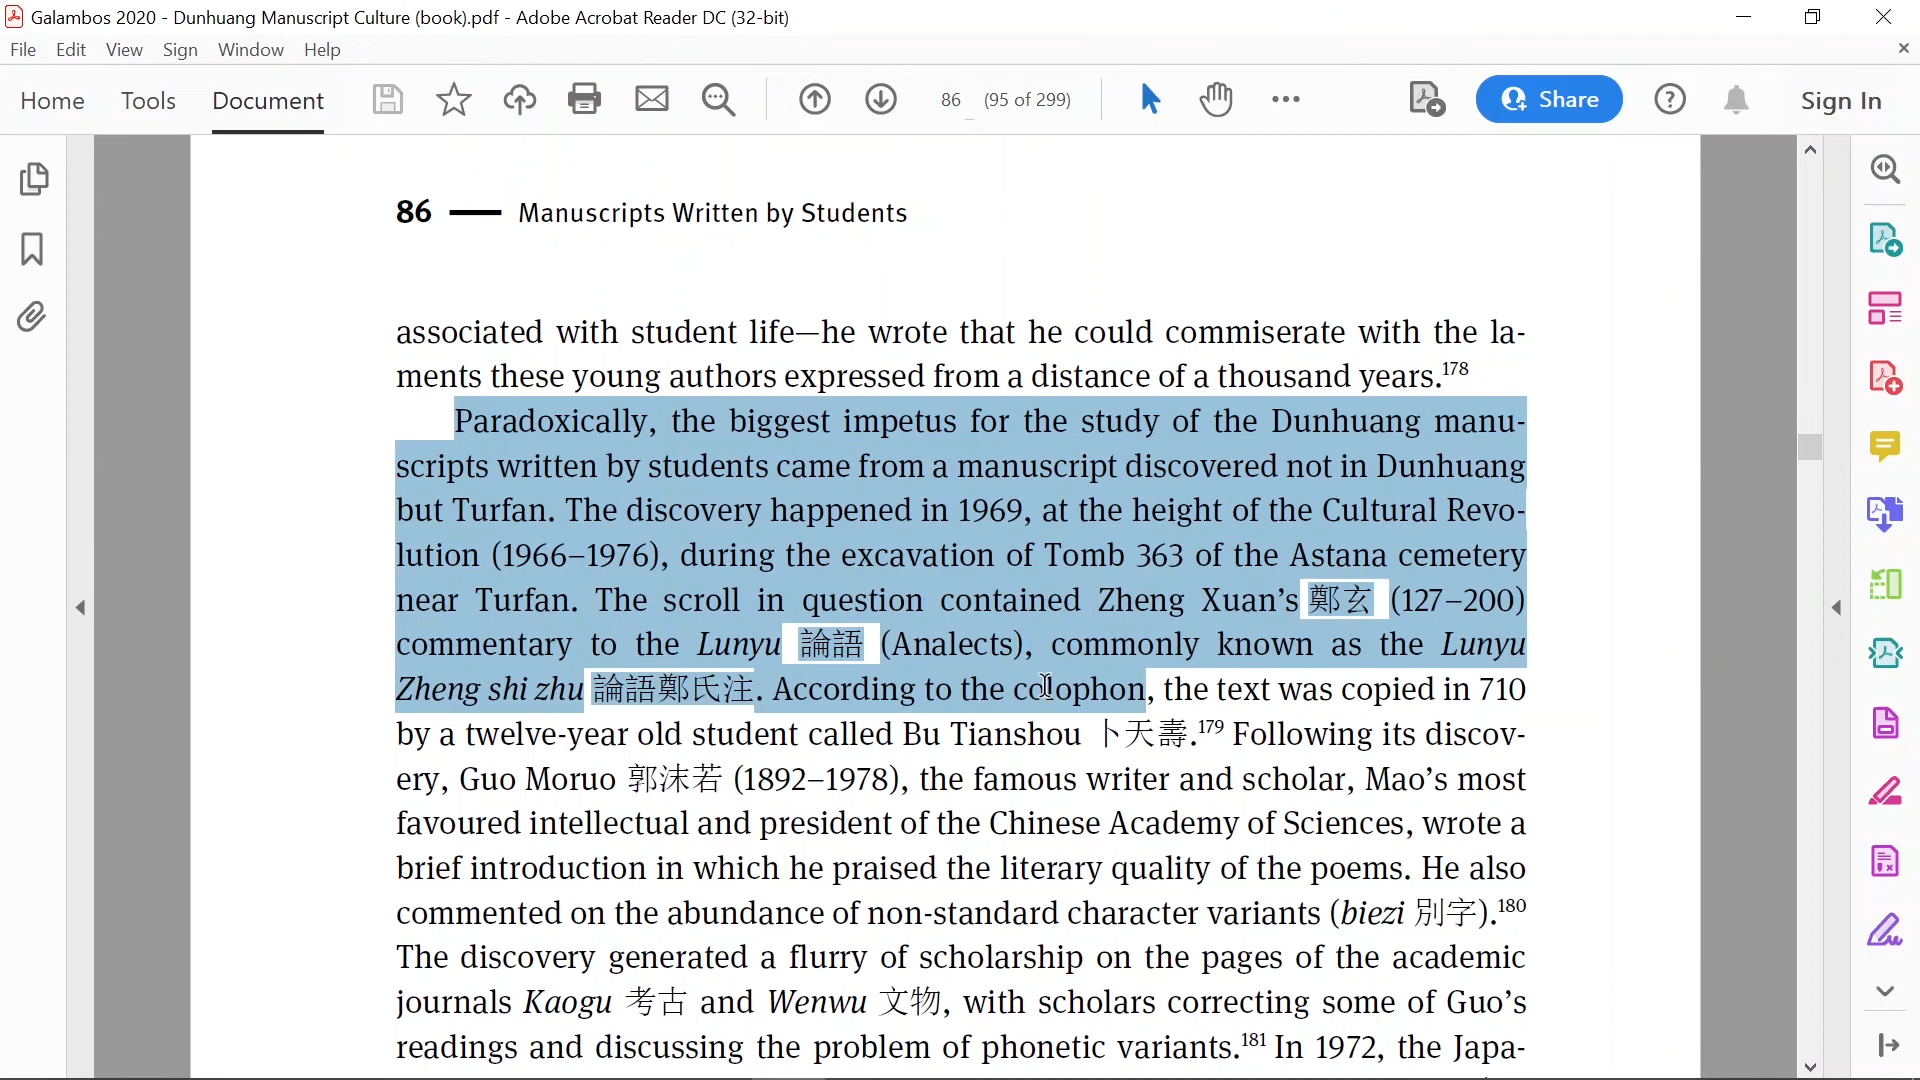 Galambos 2020 - Dunhuang Manuscript Culture (book).pdf - Adobe Acrobat Reader DC (32-bit)
File Edit View Sign Window Help
Home Tools Document 86 (95 of 299) Share Sign In
86 — Manuscripts Written by Students
associated with student life—he wrote that he could commiserate with the la-
ments these young authors expressed from a distance of a thousand years.178
Paradoxically, the biggest impetus for the study of the Dunhuang manu-
scripts written by students came from a manuscript discovered not in Dunhuang
but Turfan. The discovery happened in 1969, at the height of the Cultural Revo-
lution (1966–1976), during the excavation of Tomb 363 of the Astana cemetery
near Turfan. The scroll in question contained Zheng Xuan’s 鄭玄 (127–200)
commentary to the Lunyu 論語 (Analects), commonly known as the Lunyu
Zheng shi zhu 論語鄭氏注. According to the colophon, the text was copied in 710
by a twelve-year old student called Bu Tianshou 卜天壽.179 Following its discov-
ery, Guo Moruo 郭沫若 (1892–1978), the famous writer and scholar, Mao’s most
favoured intellectual and president of the Chinese Academy of Sciences, wrote a
brief introduction in which he praised the literary quality of the poems. He also
commented on the abundance of non-standard character variants (biezi 別字).180
The discovery generated a flurry of scholarship on the pages of the academic
journals Kaogu 考古 and Wenwu 文物, with scholars correcting some of Guo’s
readings and discussing the problem of phonetic variants.181 In 1972, the Japa-